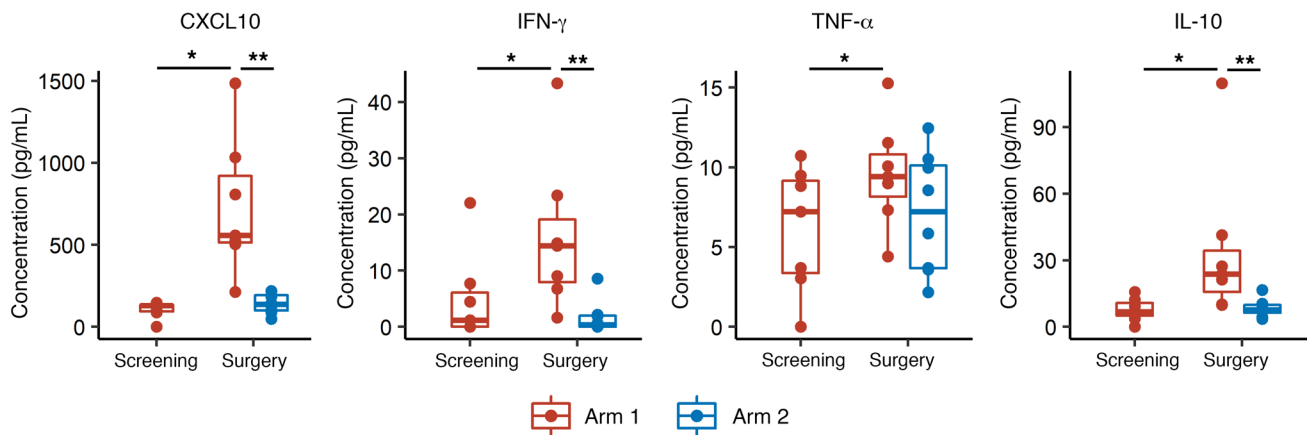 CXCL10
* **
Concentration (pg/mL)
1500
1000
500
0
Screening Surgery
IFN-γ
* **
Concentration (pg/mL)
40
30
20
10
0
Screening Surgery
TNF-α
*
Concentration (pg/mL)
15
10
5
0
Screening Surgery
IL-10
* **
Concentration (pg/mL)
90
60
30
0
Screening Surgery
Arm 1 Arm 2